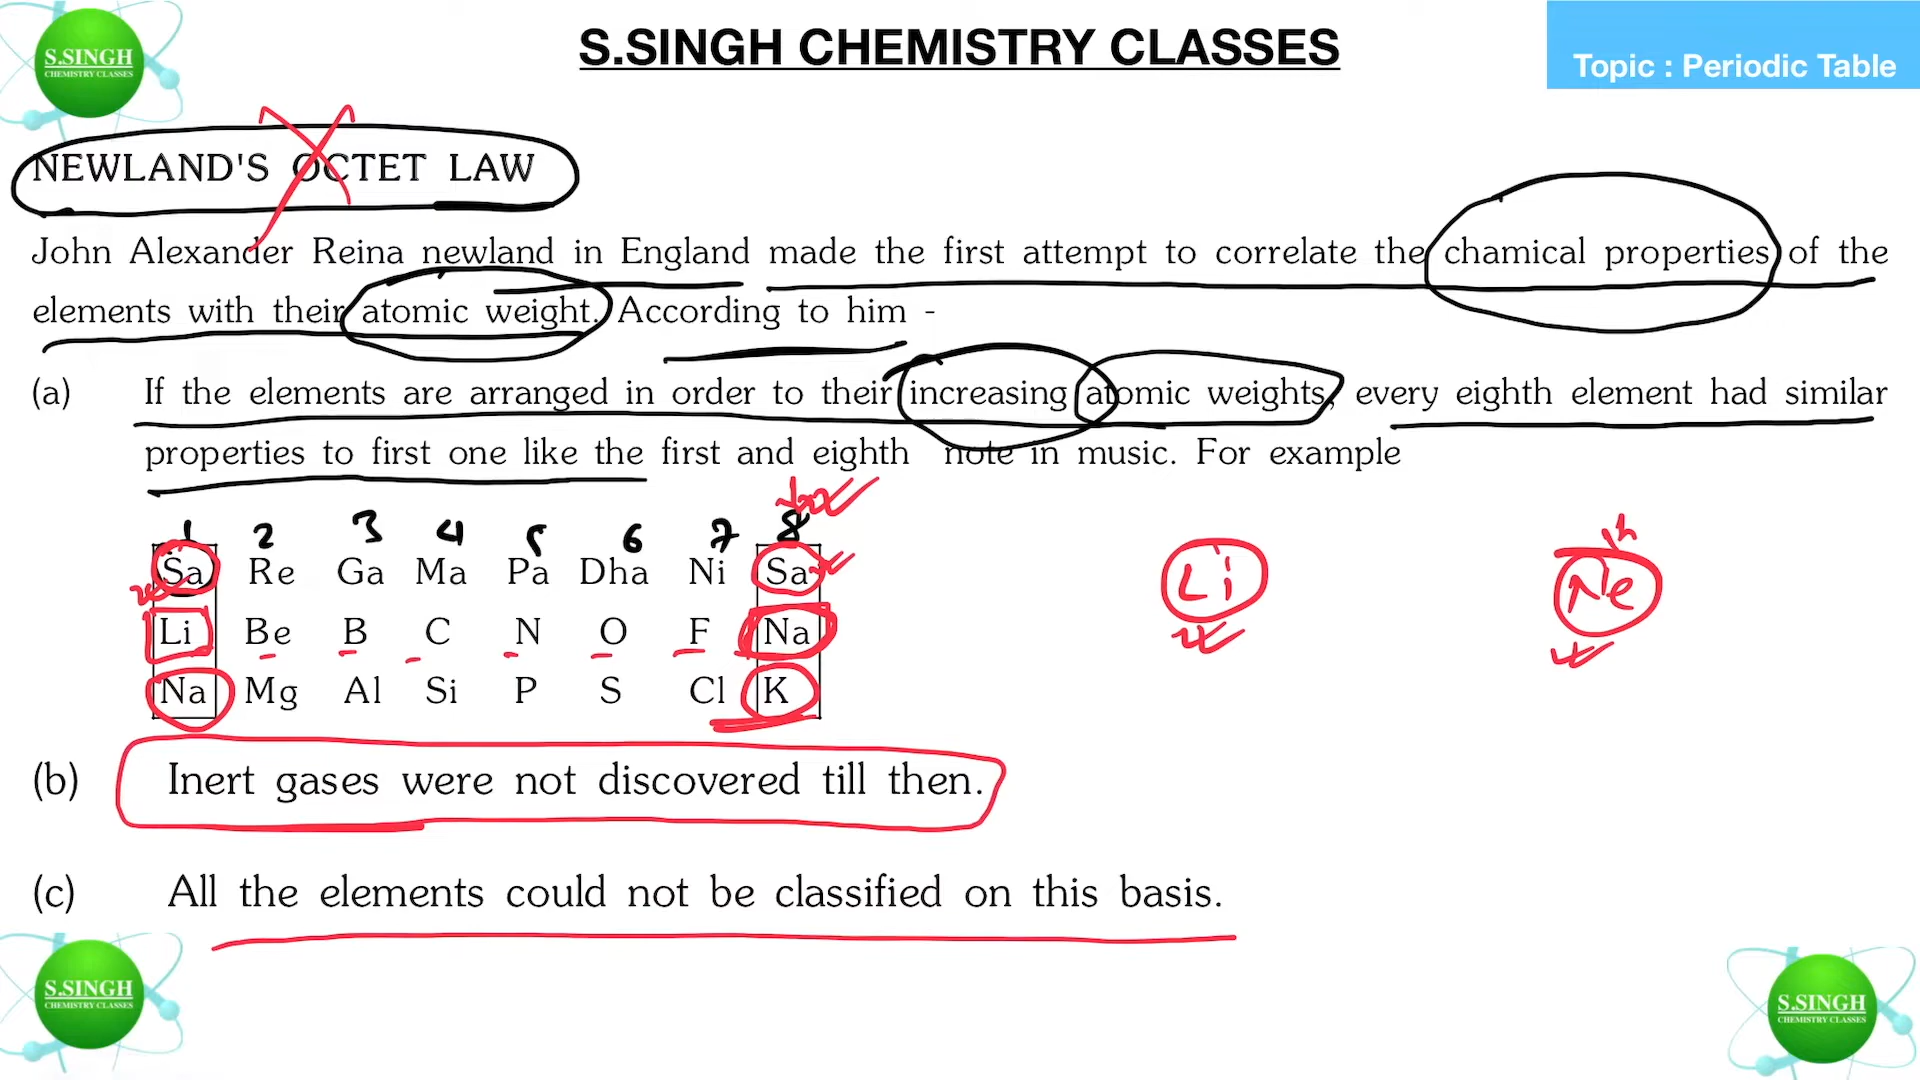 S.SINGH
CHEMISTRY CLASSES
S.SINGH CHEMISTRY CLASSES
Topic : Periodic Table
NEWLAND'S OCTET LAW
John Alexander Reina newland in England made the first attempt to correlate the chamical properties of the
elements with their atomic weight. According to him -
(a) If the elements are arranged in order to their increasing atomic weights, every eighth element had similar
properties to first one like the first and eighth note in music. For example
1 2 3 4 5 6 7 8
Sa Re Ga Ma Pa Dha Ni Sa
Li Be B C N O F Na
Na Mg Al Si P S Cl K
Li
Ne
(b) Inert gases were not discovered till then.
(c) All the elements could not be classified on this basis.
S.SINGH
CHEMISTRY CLASSES
S.SINGH
CHEMISTRY CLASSES